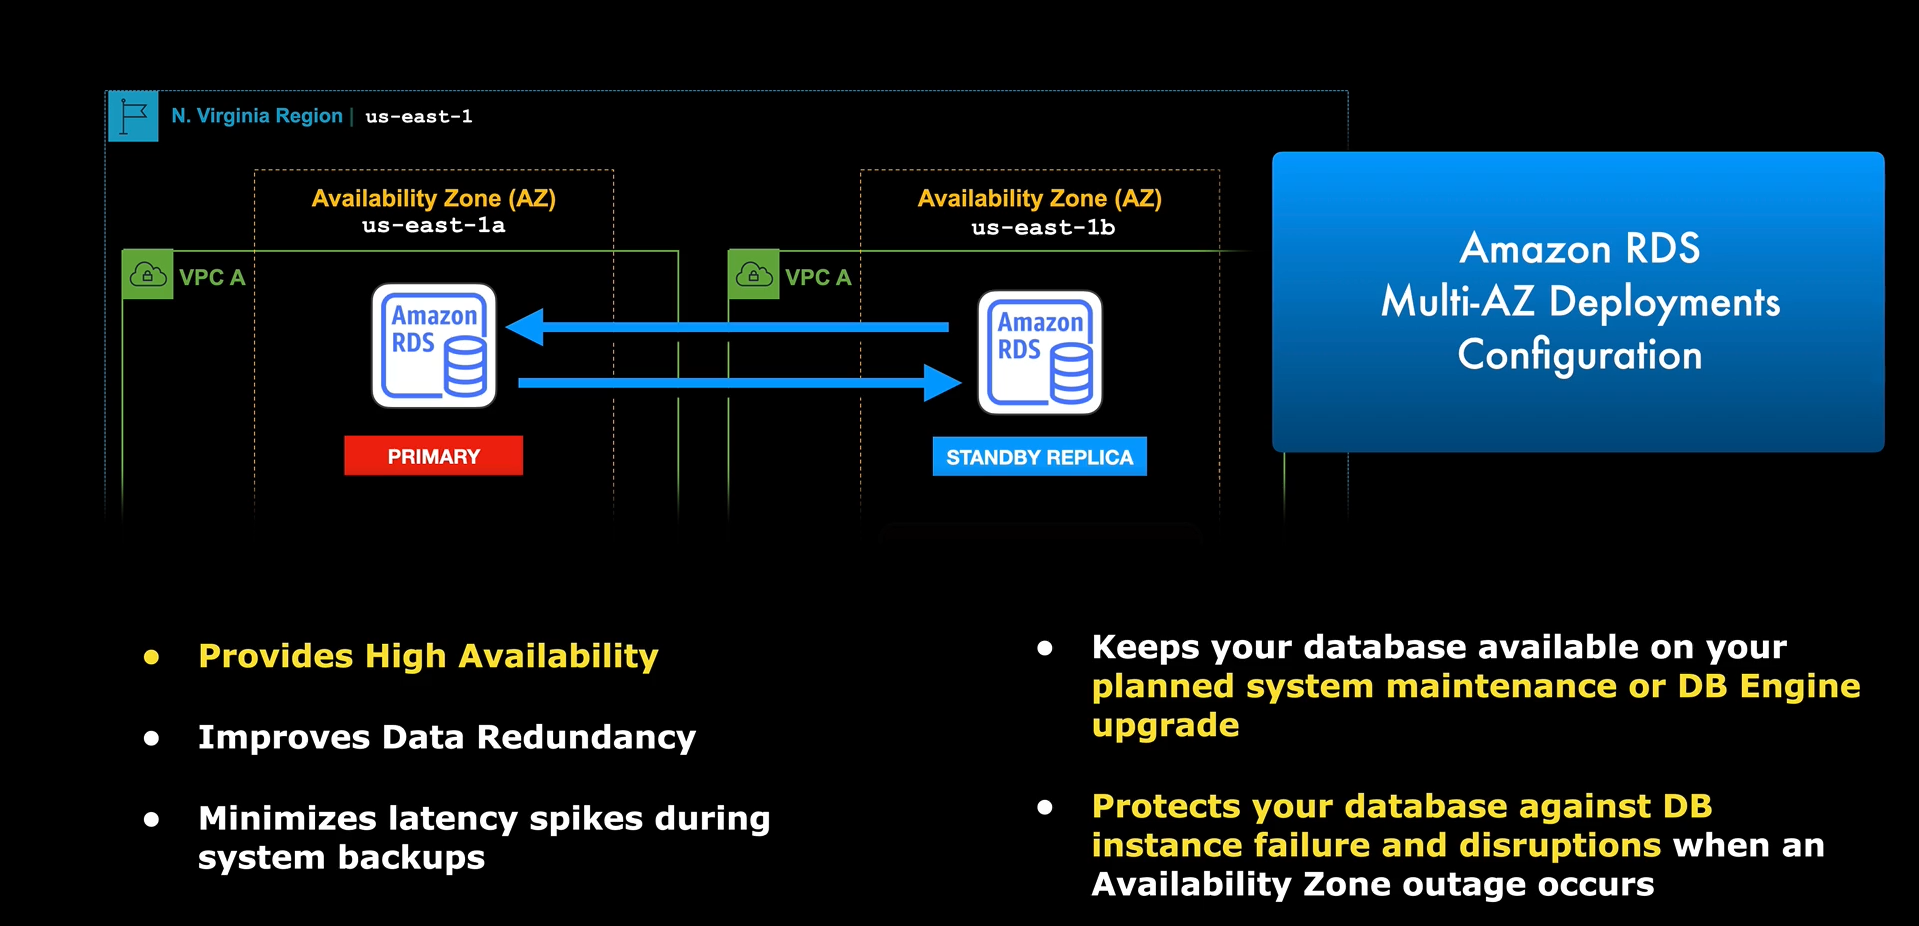 N. Virginia Region | us-east-1
Availability Zone (AZ)
us-east-1a
Availability Zone (AZ)
us-east-1b
VPC A
VPC A
Amazon
RDS
Amazon
RDS
PRIMARY
STANDBY REPLICA
Amazon RDS
Multi-AZ Deployments
Configuration
• Provides High Availability
• Improves Data Redundancy
• Minimizes latency spikes during
system backups
• Keeps your database available on your
planned system maintenance or DB Engine
upgrade
• Protects your database against DB
instance failure and disruptions when an
Availability Zone outage occurs